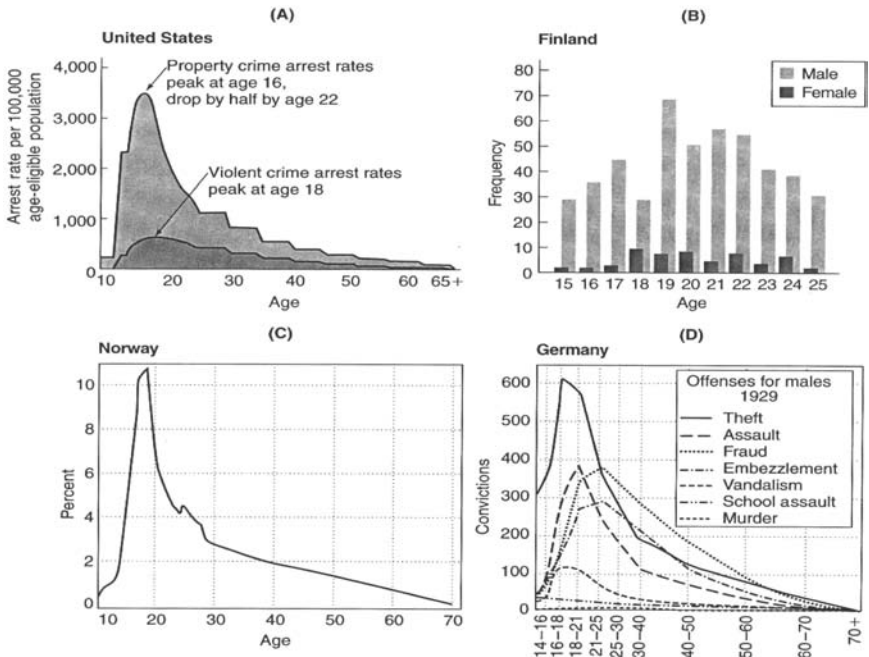 (A)
United States
Arrest rate per 100,000
age-eligible population
4,000
3,000
2,000
1,000
0
Property crime arrest rates
peak at age 16,
drop by half by age 22
Violent crime arrest rates
peak at age 18
10 20 30 40 50 60 65+
Age
(B)
Finland
Frequency
80
70
60
50
40
30
20
10
0
Male
Female
15 16 17 18 19 20 21 22 23 24 25
Age
(C)
Norway
Percent
10
8
6
4
2
0
10 20 30 40 50 60 70
Age
(D)
Germany
Convictions
600
500
400
300
200
100
0
Offenses for males
1929
Theft
Assault
Fraud
Embezzlement
Vandalism
School assault
Murder
14–16
16–18
18–21
21–25
25–30
30–40
40–50
50–60
60–70
70+